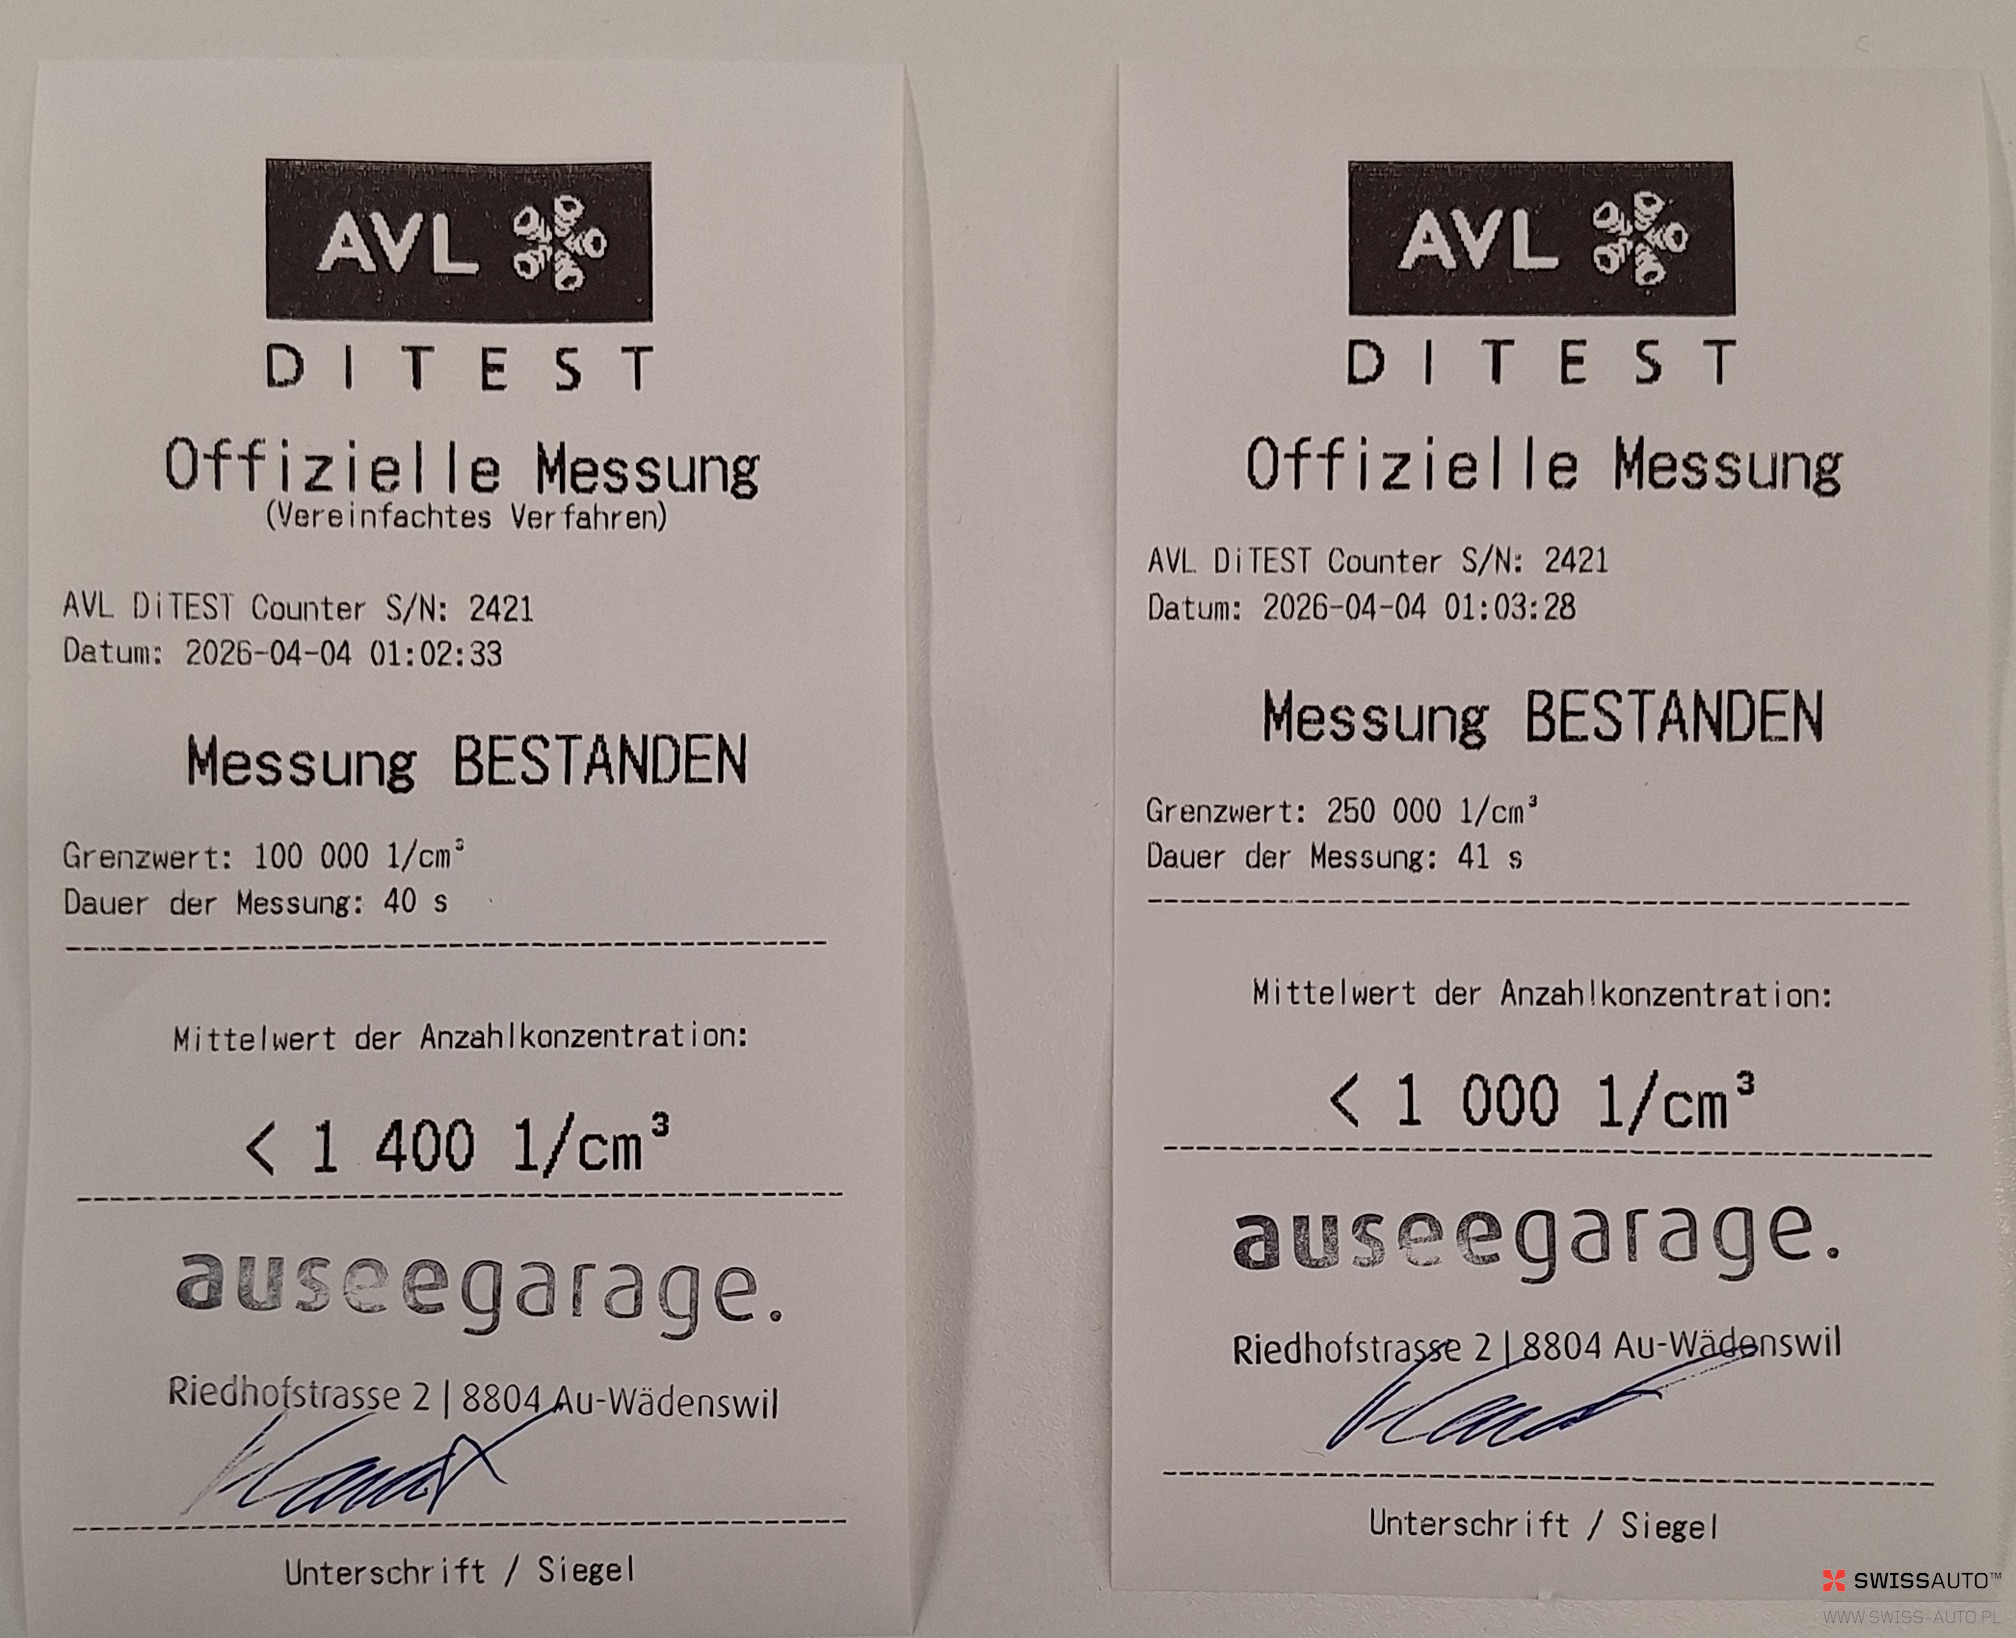 AVL
DITEST
Offizielle Messung
(Vereinfachtes Verfahren)
AVL DiTEST Counter S/N: 2421
Datum: 2026-04-04 01:02:33
Messung BESTANDEN
Grenzwert: 100 000 1/cm³
Dauer der Messung: 40 s
Mittelwert der Anzahlkonzentration:
< 1 400 1/cm³
auseegarage.
Riedhofstrasse 2 | 8804 Au-Wädenswil
Unterschrift / Siegel
AVL
DITEST
Offizielle Messung
AVL DiTEST Counter S/N: 2421
Datum: 2026-04-04 01:03:28
Messung BESTANDEN
Grenzwert: 250 000 1/cm³
Dauer der Messung: 41 s
Mittelwert der Anzahlkonzentration:
< 1 000 1/cm³
auseegarage.
Riedhofstrasse 2 | 8804 Au-Wädenswil
Unterschrift / Siegel
SWISSAUTO™
WWW.SWISS-AUTO.PL